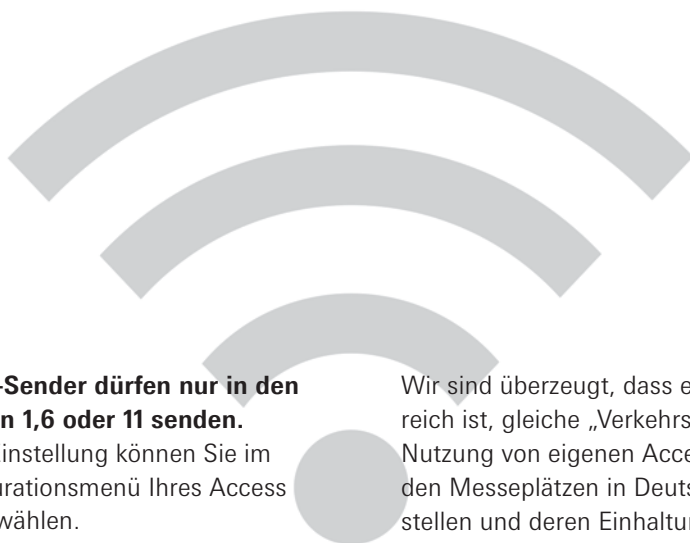 -Sender dürfen nur in den
n 1,6 oder 11 senden.
instellung können Sie im
urationsmenü Ihres Access
wählen.
Wir sind überzeugt, dass e
reich ist, gleiche „Verkehrs
Nutzung von eigenen Acce
den Messeplätzen in Deuts
stellen und deren Einhaltu